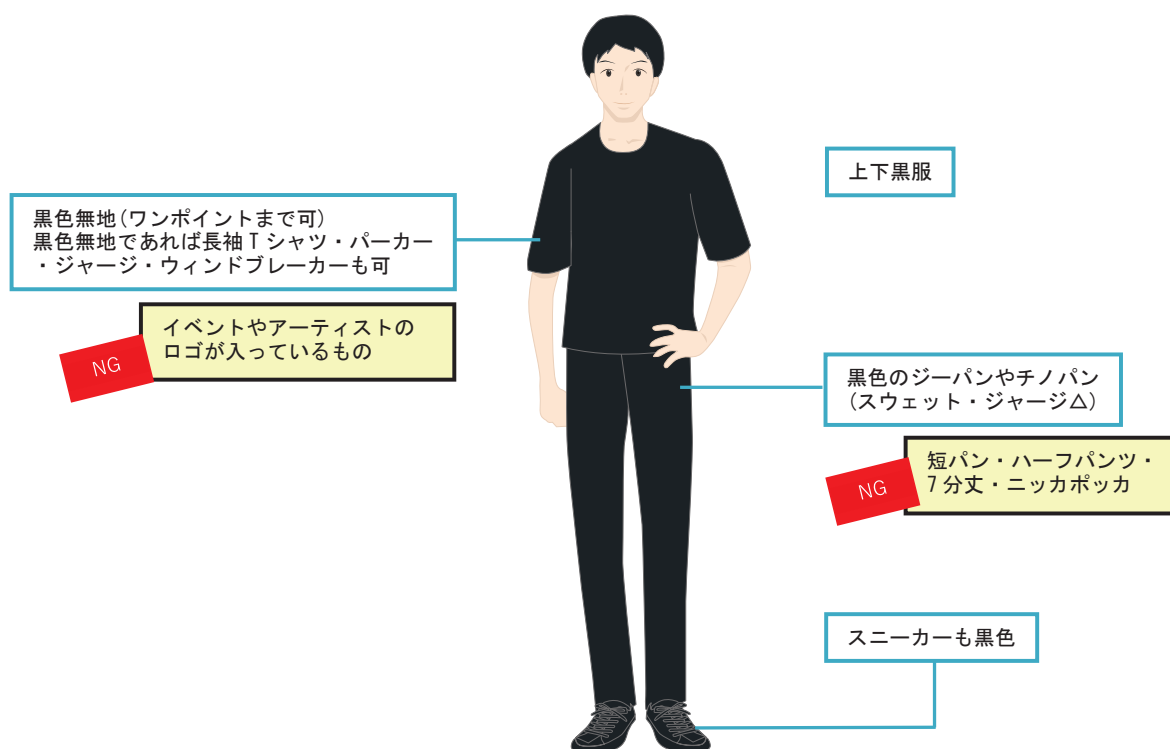 上下黒服
黒色無地(ワンポイントまで可)
黒色無地であれば長袖Tシャツ・パーカー
・ジャージ・ウィンドブレーカーも可
NG
イベントやアーティストの
ロゴが入っているもの
黒色のジーパンやチノパン
(スウェット・ジャージ△)
NG
短パン・ハーフパンツ・
7分丈・ニッカポッカ
スニーカーも黒色